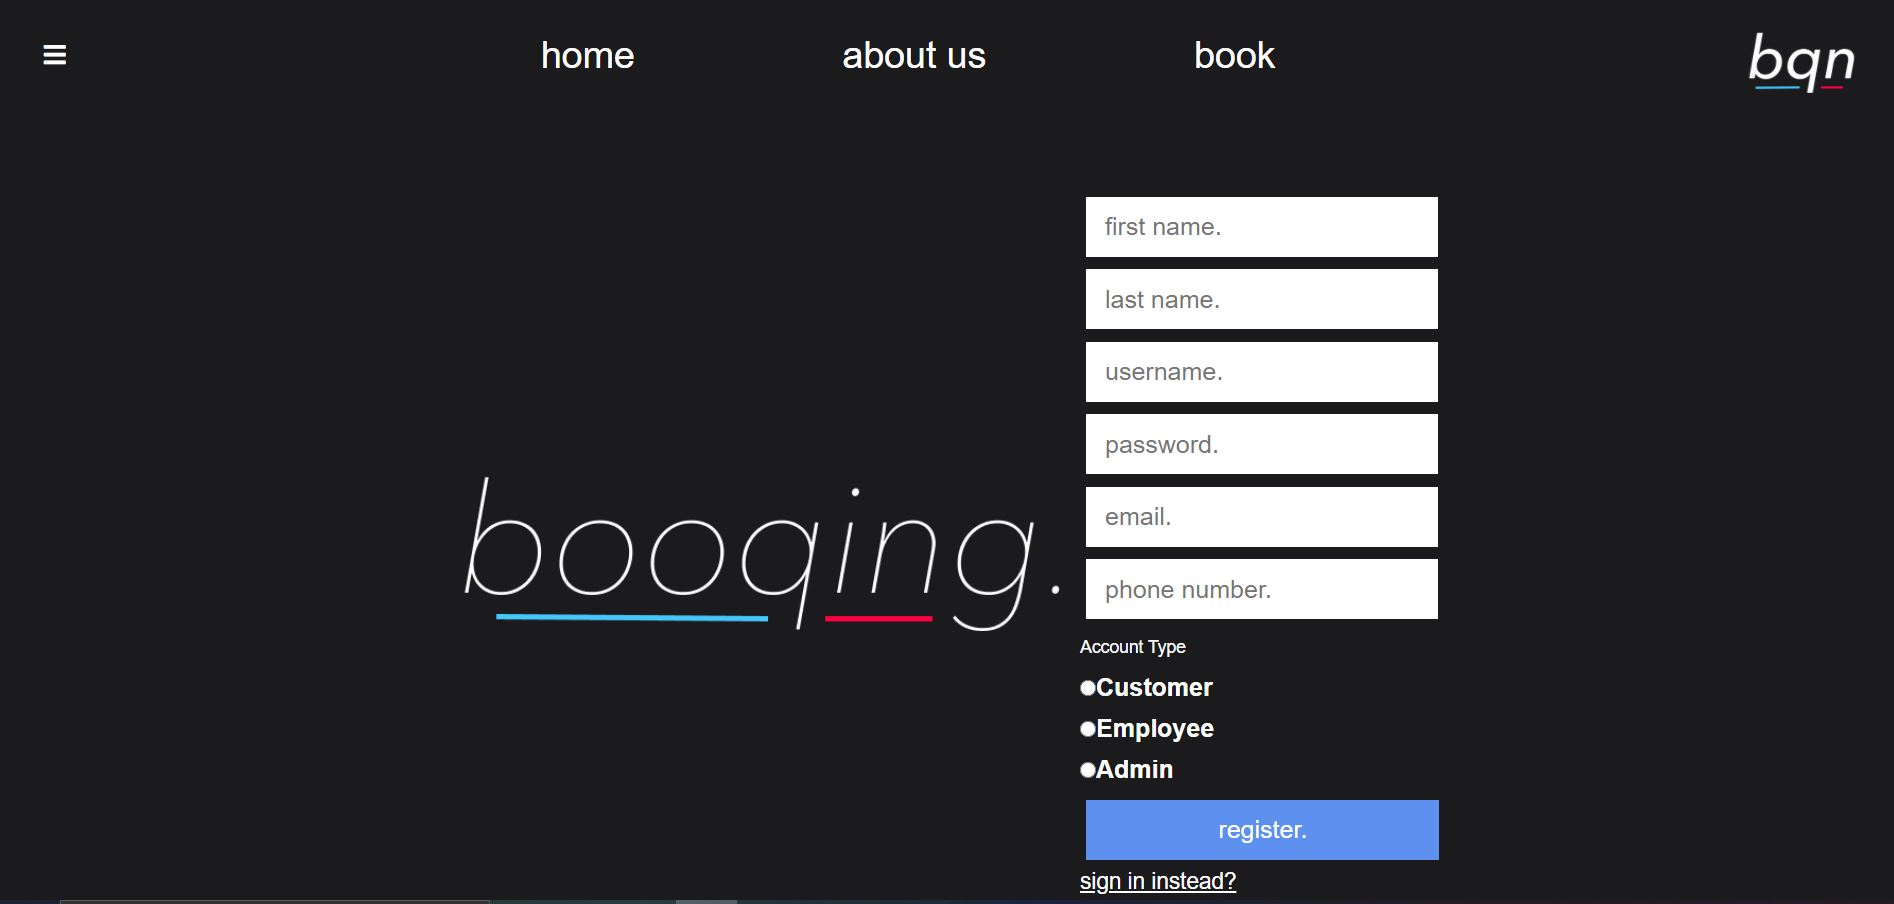 home about us book bqn
first name.
last name.
username.
password.
email.
booqing.
phone number.
Account Type
Customer
Employee
Admin
register.
sign in instead?